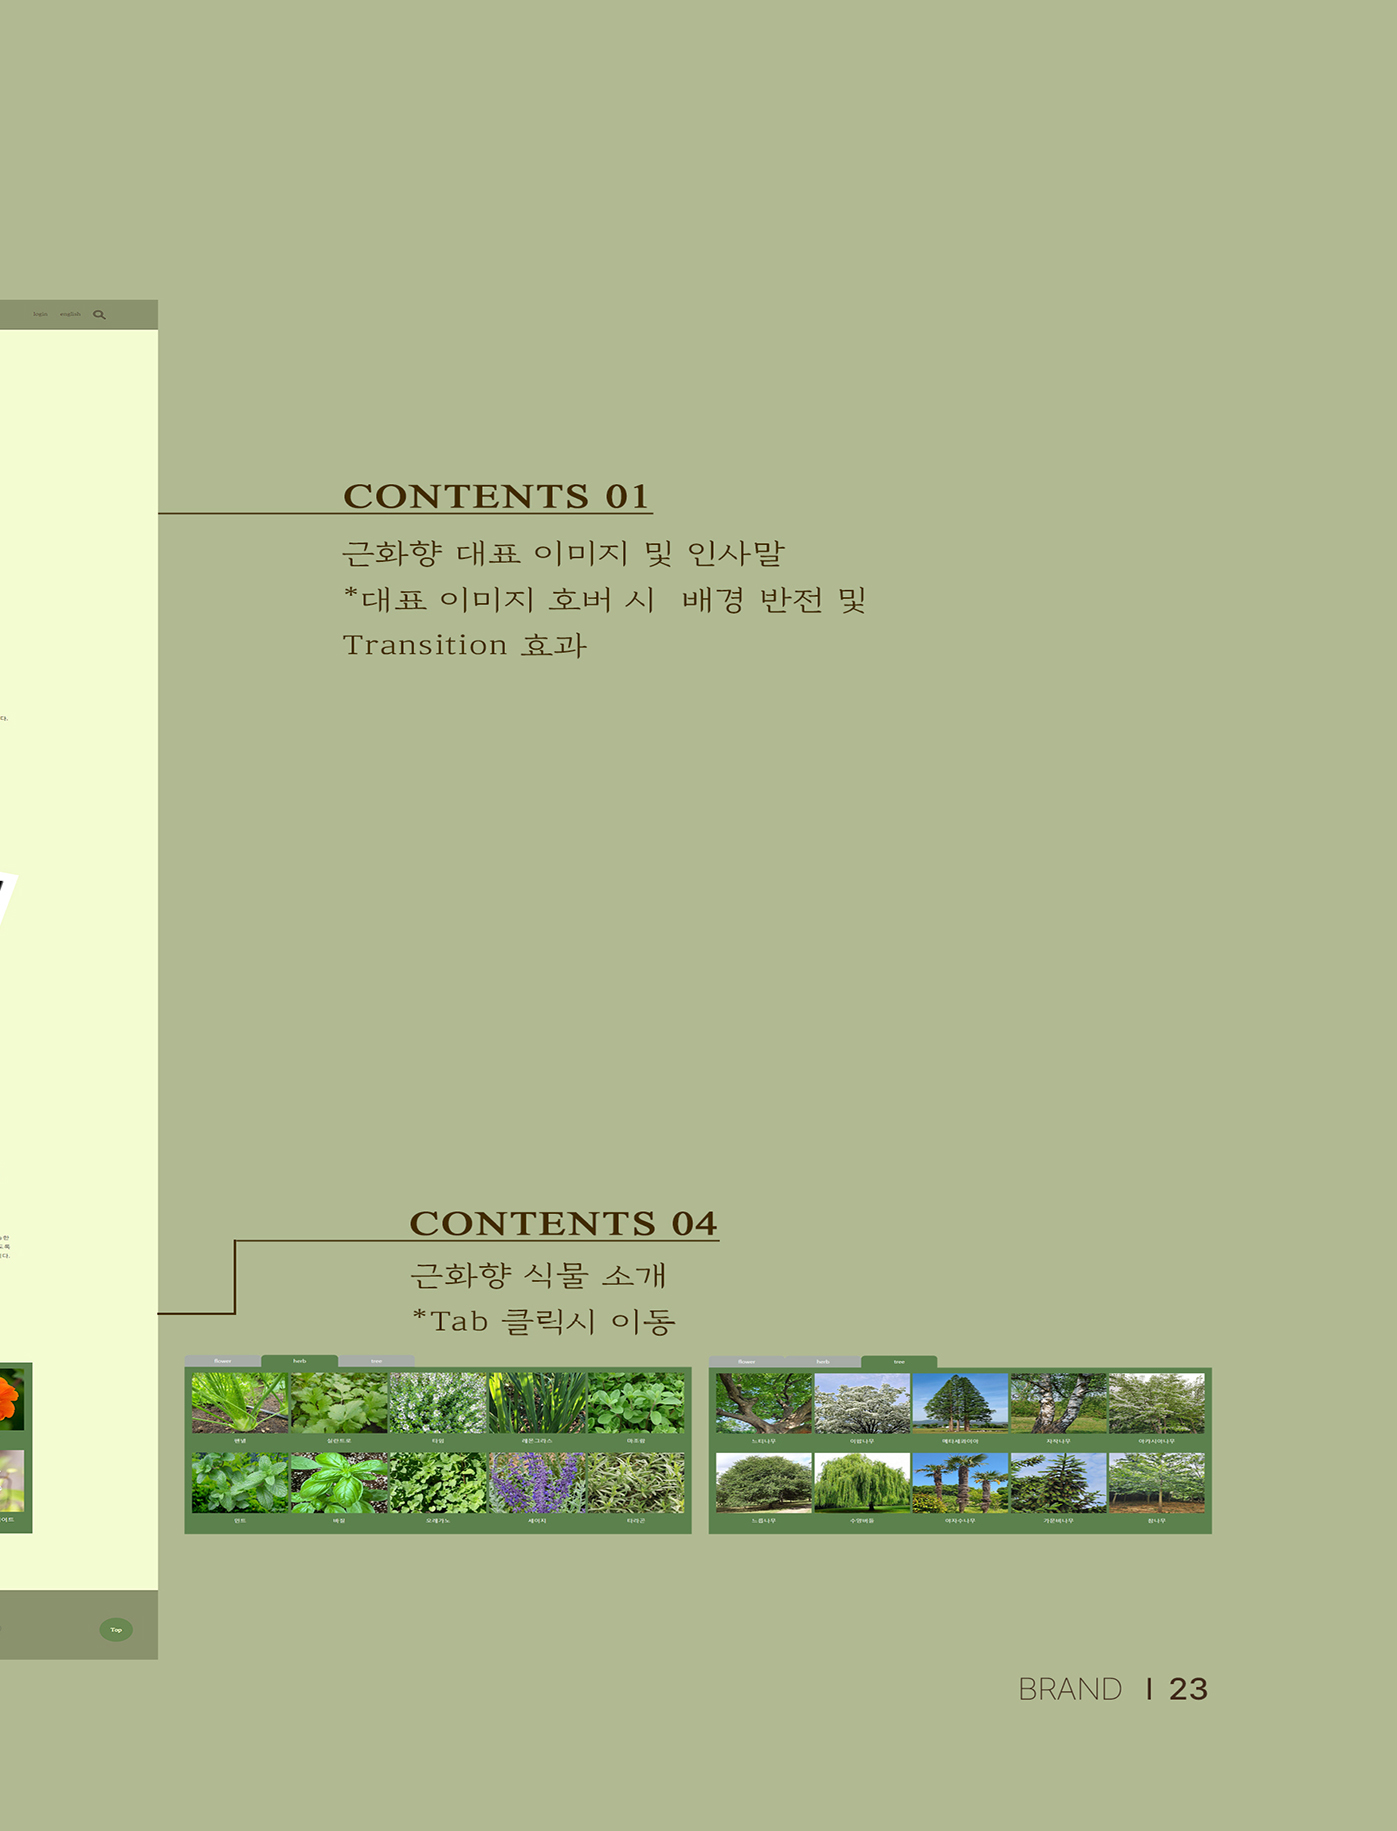 login english
CONTENTS 01
근화향 대표 이미지 및 인사말
*대표 이미지 호버 시 배경 반전 및
Transition 효과
다.
CONTENTS 04
근화향 식물 소개
*Tab 클릭시 이동
flower herb tree
flower herb tree
펜넬 실란트로 타임 레몬그라스 마조람
느티나무 이팝나무 메타세쿼이아 자작나무 아카시아나무
민트 바질 오레가노 세이지 타라곤
느릅나무 수양버들 야자수나무 가문비나무 참나무
Top
BRAND | 23